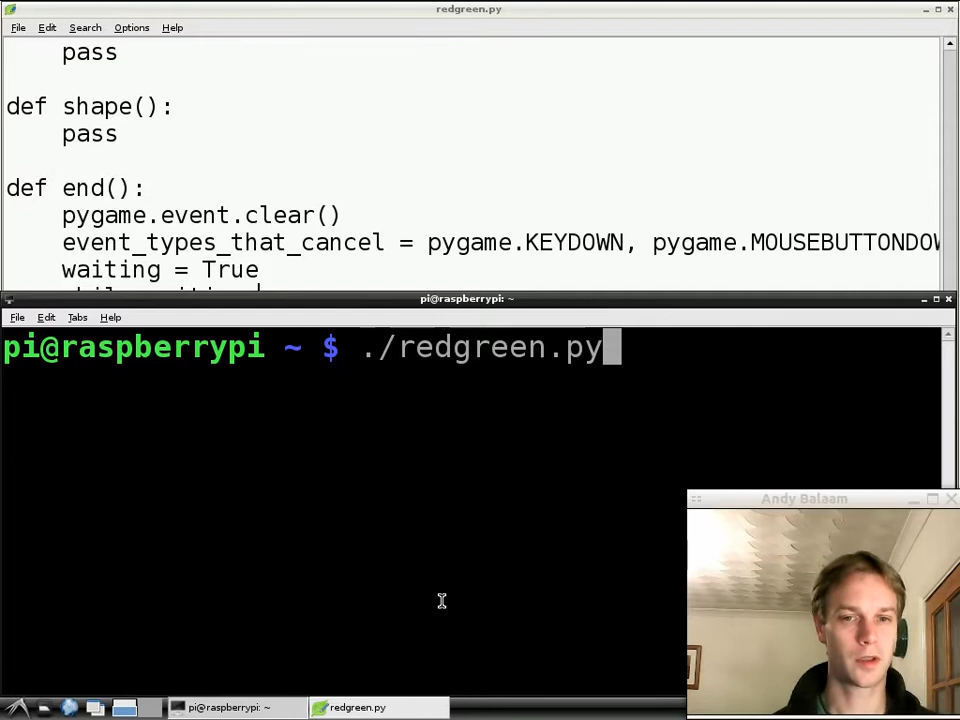 redgreen.py
File Edit Search Options Help
pass
def shape():
pass
def end():
pygame.event.clear()
event_types_that_cancel = pygame.KEYDOWN, pygame.MOUSEBUTTONDOW
waiting = True
pi@raspberrypi: ~
File Edit Tabs Help
pi@raspberrypi ~ $ ./redgreen.py
Andy Balaam
pi@raspberrypi: ~
redgreen.py